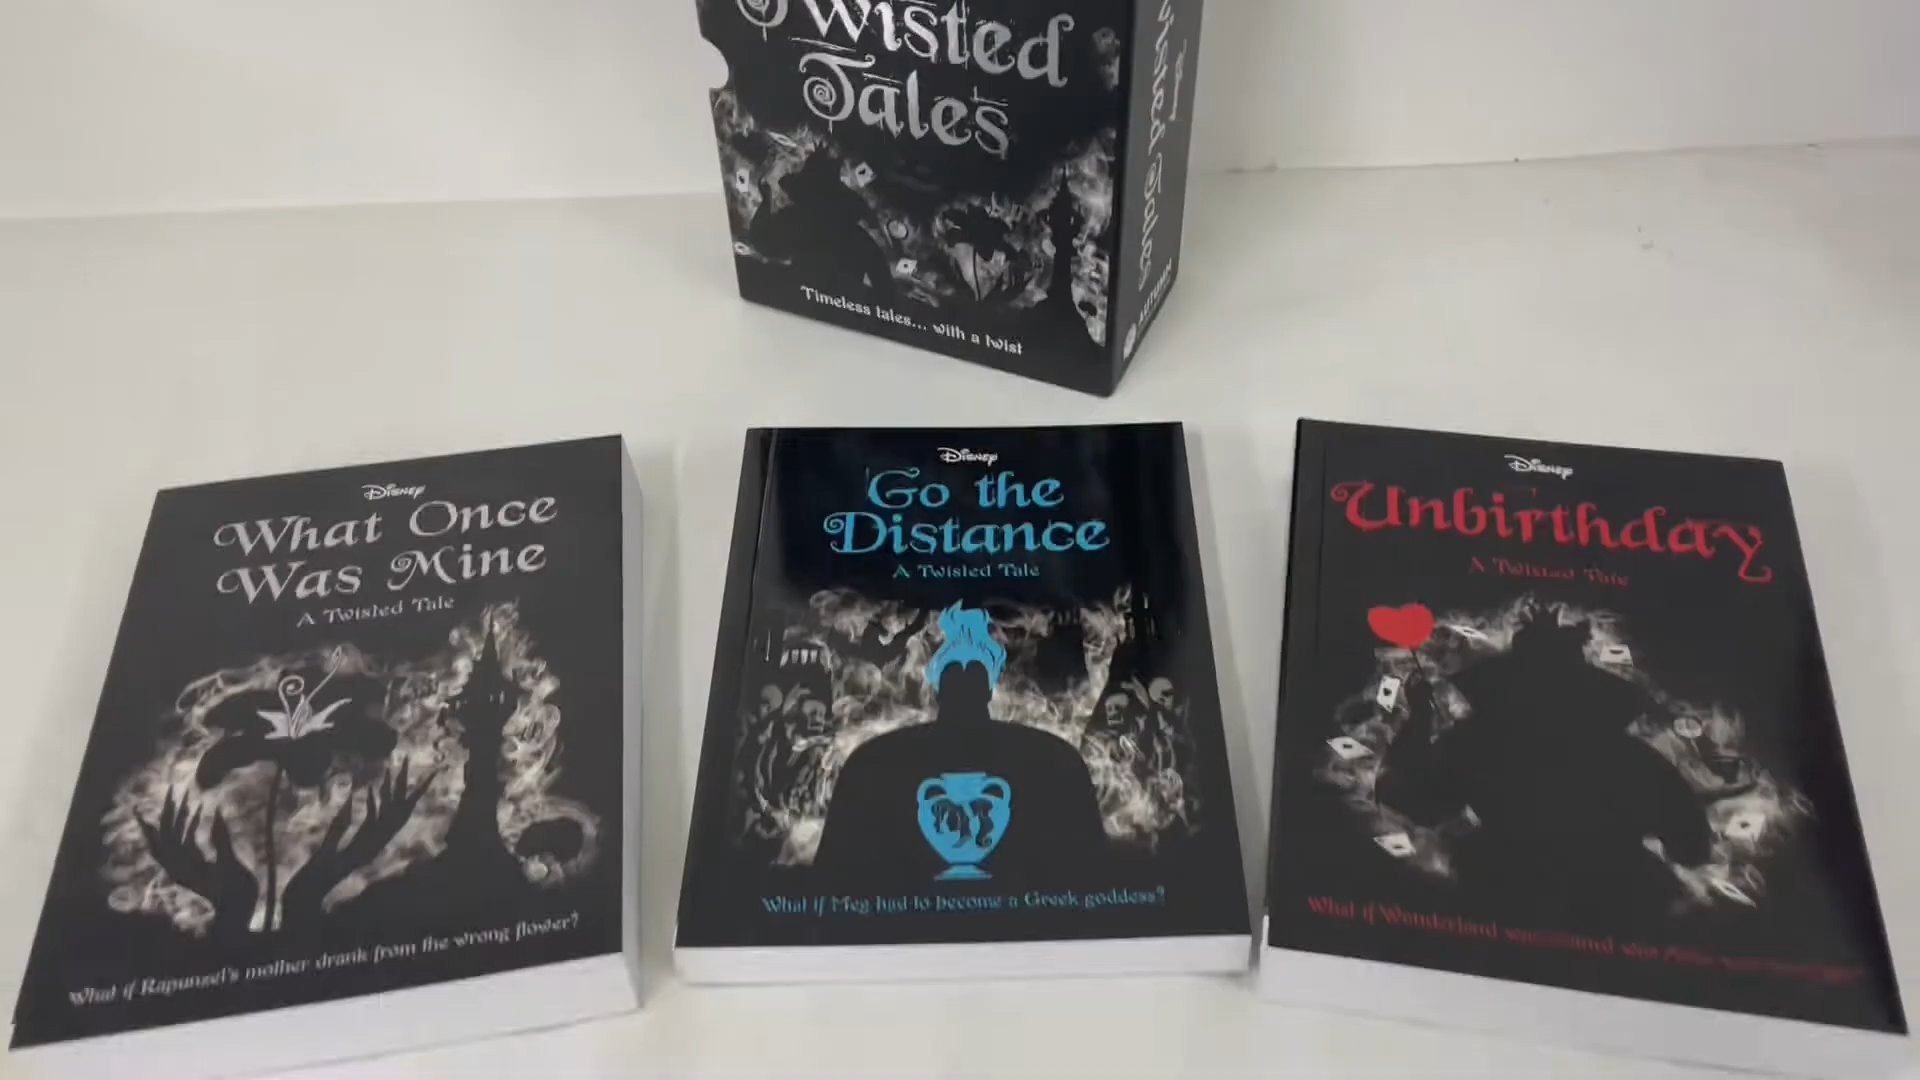 Twisted
Tales
Timeless tales... with a twist
Twisted Tales
AUTUMN
Disney
What Once
Was Mine
A Twisted Tale
What if Rapunzel's mother drank from the wrong flower?
Disney
Go the
Distance
A Twisted Tale
What if Meg had to become a Greek goddess?
Disney
Unbirthday
A Twisted Tale
What if Wonderland was